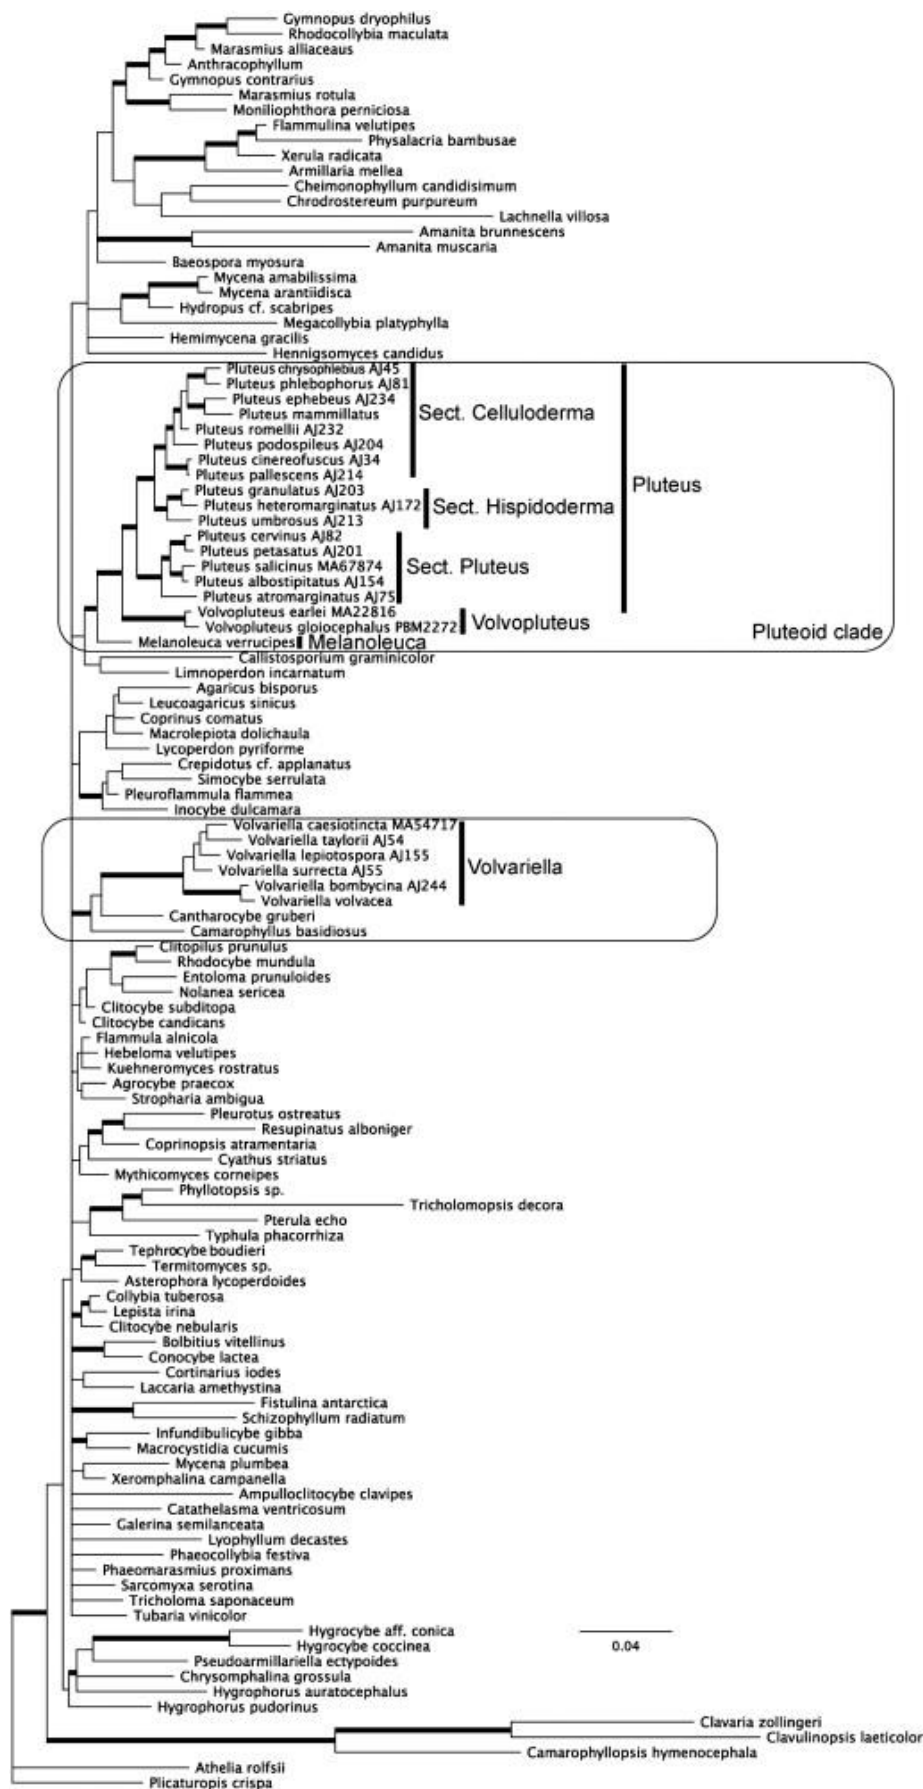 Gymnopus dryophilus
Rhodocollybia maculata
Marasmius alliaceaus
Anthracophyllum
Gymnopus contrarius
Marasmius rotula
Moniliophthora perniciosa
Flammulina velutipes
Physalacria bambusae
Xerula radicata
Armillaria mellea
Cheimonophyllum candidisimum
Chrodrostereum purpureum
Lachnella villosa
Amanita brunnescens
Amanita muscaria
Baeospora myosura
Mycena amabilissima
Mycena arantiidisca
Hydropus cf. scabripes
Megacollybia platyphylla
Hemimycena gracilis
Hennigsomyces candidus
Pluteus chrysophlebius AJ45
Pluteus phlebophorus AJ81
Pluteus ephebeus AJ234
Pluteus mammillatus
Sect. Celluloderma
Pluteus romellii AJ232
Pluteus podospileus AJ204
Pluteus cinereofuscus AJ34
Pluteus pallescens AJ214
Pluteus
Pluteus granulatus AJ203
Pluteus heteromarginatus AJ172
Sect. Hispidoderma
Pluteus umbrosus AJ213
Pluteus cervinus AJ82
Pluteus petasatus AJ201
Pluteus salicinus MA67874
Sect. Pluteus
Pluteus albostipitatus AJ154
Pluteus atromarginatus AJ75
Volvopluteus earlei MA22816
Volvopluteus gloiocephalus PBM2272
Volvopluteus
Pluteoid clade
Melanoleuca verrucipes
Melanoleuca
Callistosporium graminicolor
Limnoperdon incarnatum
Agaricus bisporus
Leucoagaricus sinicus
Coprinus comatus
Macrolepiota dolichaula
Lycoperdon pyriforme
Crepidotus cf. applanatus
Simocybe serrulata
Pleuroflammula flammea
Inocybe dulcamara
Volvariella caesiotincta MA54717
Volvariella taylorii AJ54
Volvariella lepiotospora AJ155
Volvariella surrecta AJ55
Volvariella
Volvariella bombycina AJ244
Volvariella volvacea
Cantharocybe gruberi
Camarophyllus basidiosus
Clitopilus prunulus
Rhodocybe mundula
Entoloma prunuloides
Nolanea sericea
Clitocybe subditopa
Clitocybe candicans
Flammula alnicola
Hebeloma velutipes
Kuehneromyces rostratus
Agrocybe praecox
Stropharia ambigua
Pleurotus ostreatus
Resupinatus alboniger
Coprinopsis atramentaria
Cyathus striatus
Mythicomyces corneipes
Phyllotopsis sp.
Tricholomopsis decora
Pterula echo
Typhula phacorrhiza
Tephrocybe boudieri
Termitomyces sp.
Asterophora lycoperdoides
Collybia tuberosa
Lepista irina
Clitocybe nebularis
Bolbitius vitellinus
Conocybe lactea
Cortinarius iodes
Laccaria amethystina
Fistulina antarctica
Schizophyllum radiatum
Infundibulicybe gibba
Macrocystidia cucumis
Mycena plumbea
Xeromphalina campanella
Ampulloclitocybe clavipes
Catathelasma ventricosum
Galerina semilanceata
Lyophyllum decastes
Phaeocollybia festiva
Phaeomarasmius proximans
Sarcomyxa serotina
Tricholoma saponaceum
Tubaria vinicolor
Hygrocybe aff. conica
Hygrocybe coccinea
0.04
Pseudoarmillariella ectypoides
Chrysomphalina grossula
Hygrophorus auratocephalus
Hygrophorus pudorinus
Clavaria zollingeri
Clavulinopsis laeticolor
Camarophyllopsis hymenocephala
Athelia rolfsii
Plicaturopsis crispa